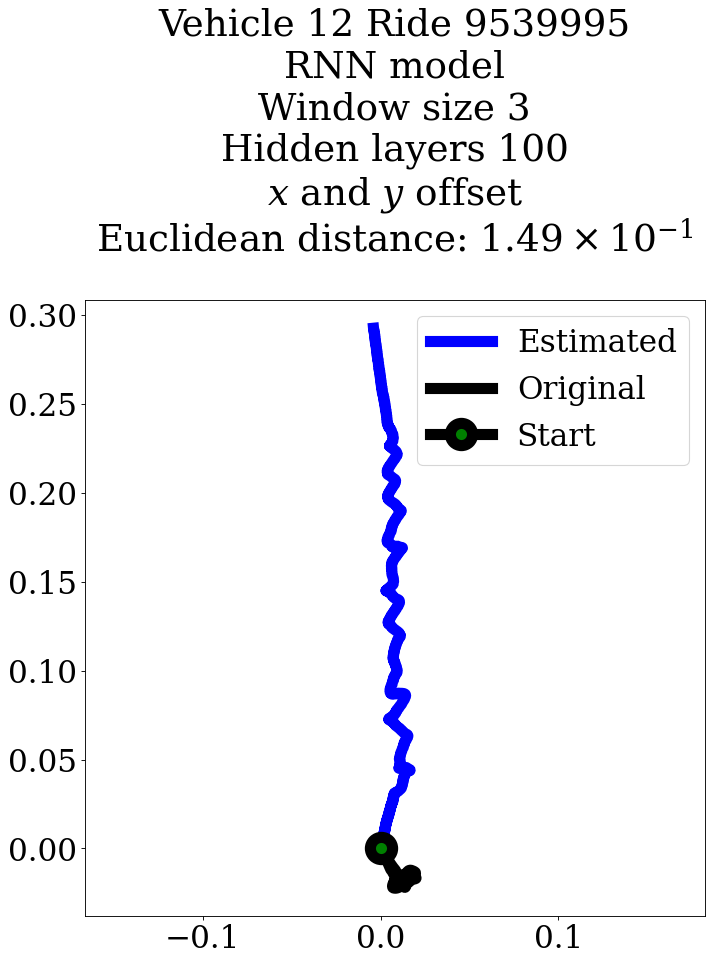 Vehicle 12 Ride 9539995
RNN model
Window size 3
Hidden layers 100
x and y offset
Euclidean distance: 1.49 × 10⁻¹
0.30
0.25
0.20
0.15
0.10
0.05
0.00
Estimated
Original
Start
−0.1
0.0
0.1